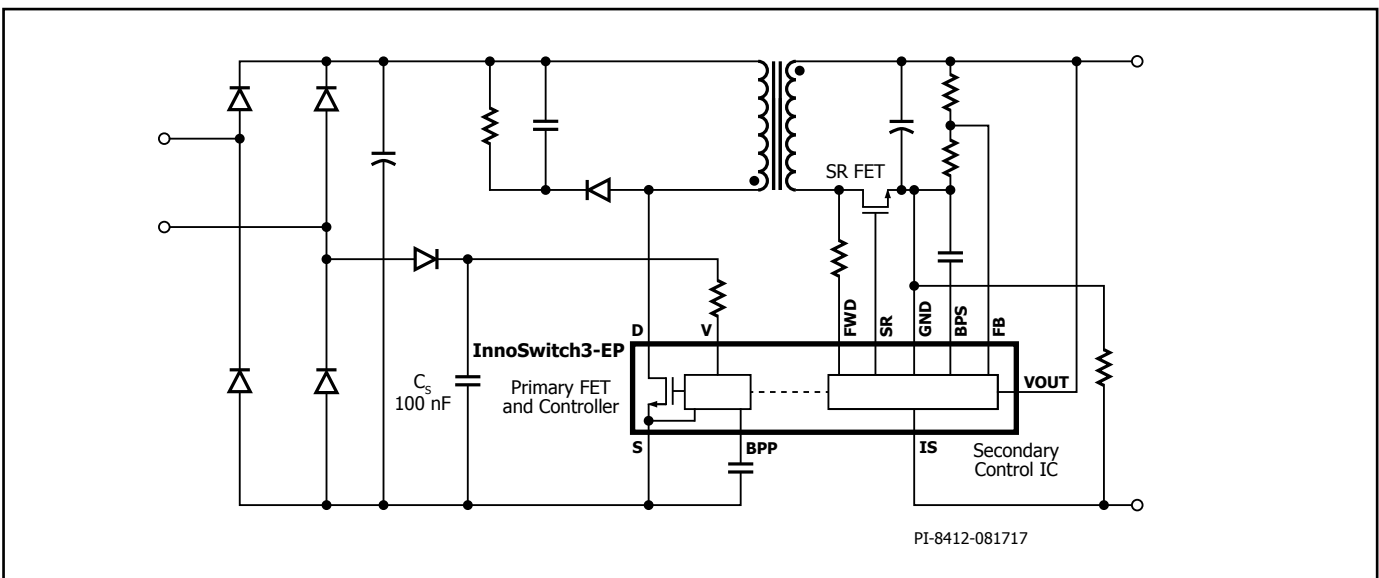 SR FET
FWD
SR
GND
BPS
FB
D
V
InnoSwitch3-EP
Primary FET
and Controller
C_S
100 nF
VOUT
S
BPP
IS
Secondary
Control IC
PI-8412-081717